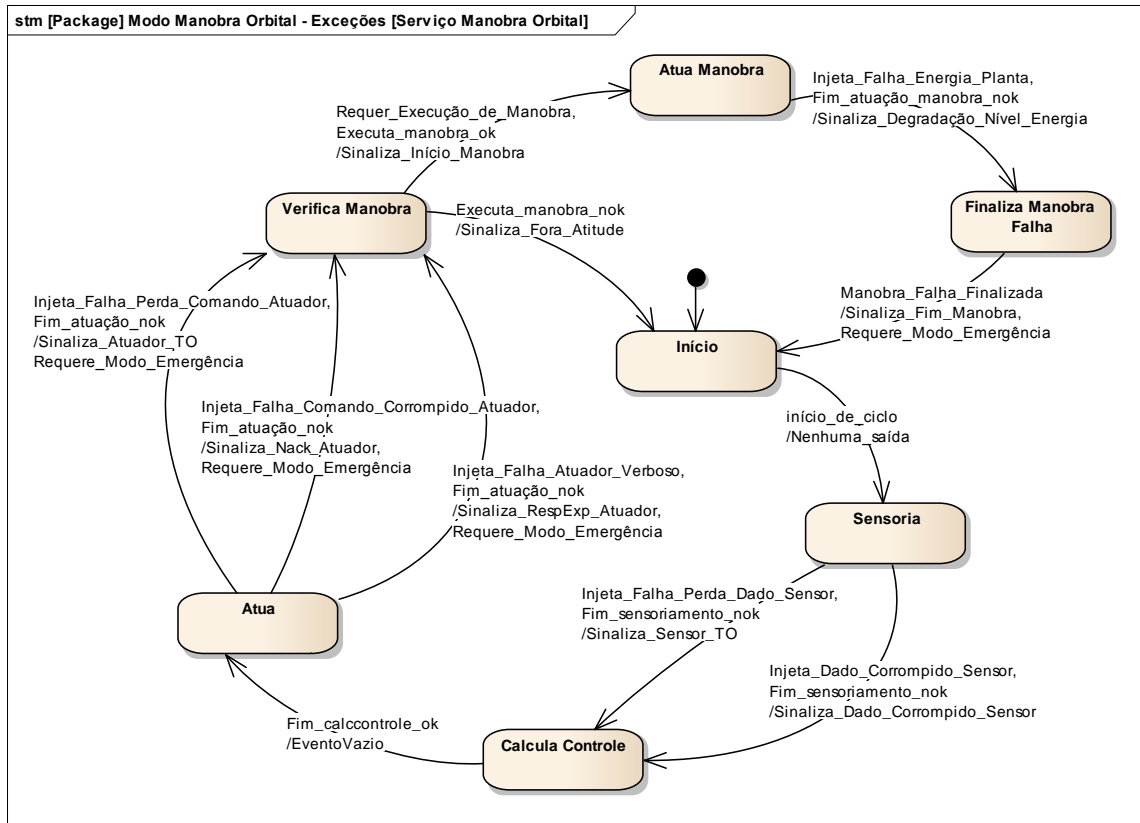 stm [Package] Modo Manobra Orbital - Exceções [Serviço Manobra Orbital]
Atua Manobra
Injeta_Falha_Energia_Planta,
Fim_atuação_manobra_nok
/Sinaliza_Degradação_Nível_Energia
Requer_Execução_de_Manobra,
Executa_manobra_ok
/Sinaliza_Início_Manobra
Verifica Manobra
Executa_manobra_nok
/Sinaliza_Fora_Atitude
Finaliza Manobra
Falha
Manobra_Falha_Finalizada
/Sinaliza_Fim_Manobra,
Requere_Modo_Emergência
Injeta_Falha_Perda_Comando_Atuador,
Fim_atuação_nok
/Sinaliza_Atuador_TO
Requere_Modo_Emergência
Início
Injeta_Falha_Comando_Corrompido_Atuador,
Fim_atuação_nok
/Sinaliza_Nack_Atuador,
Requere_Modo_Emergência
início_de_ciclo
/Nenhuma_saída
Injeta_Falha_Atuador_Verboso,
Fim_atuação_nok
/Sinaliza_RespExp_Atuador,
Requere_Modo_Emergência
Sensoria
Atua
Injeta_Falha_Perda_Dado_Sensor,
Fim_sensoriamento_nok
/Sinaliza_Sensor_TO
Injeta_Dado_Corrompido_Sensor,
Fim_sensoriamento_nok
/Sinaliza_Dado_Corrompido_Sensor
Fim_calccontrole_ok
/EventoVazio
Calcula Controle